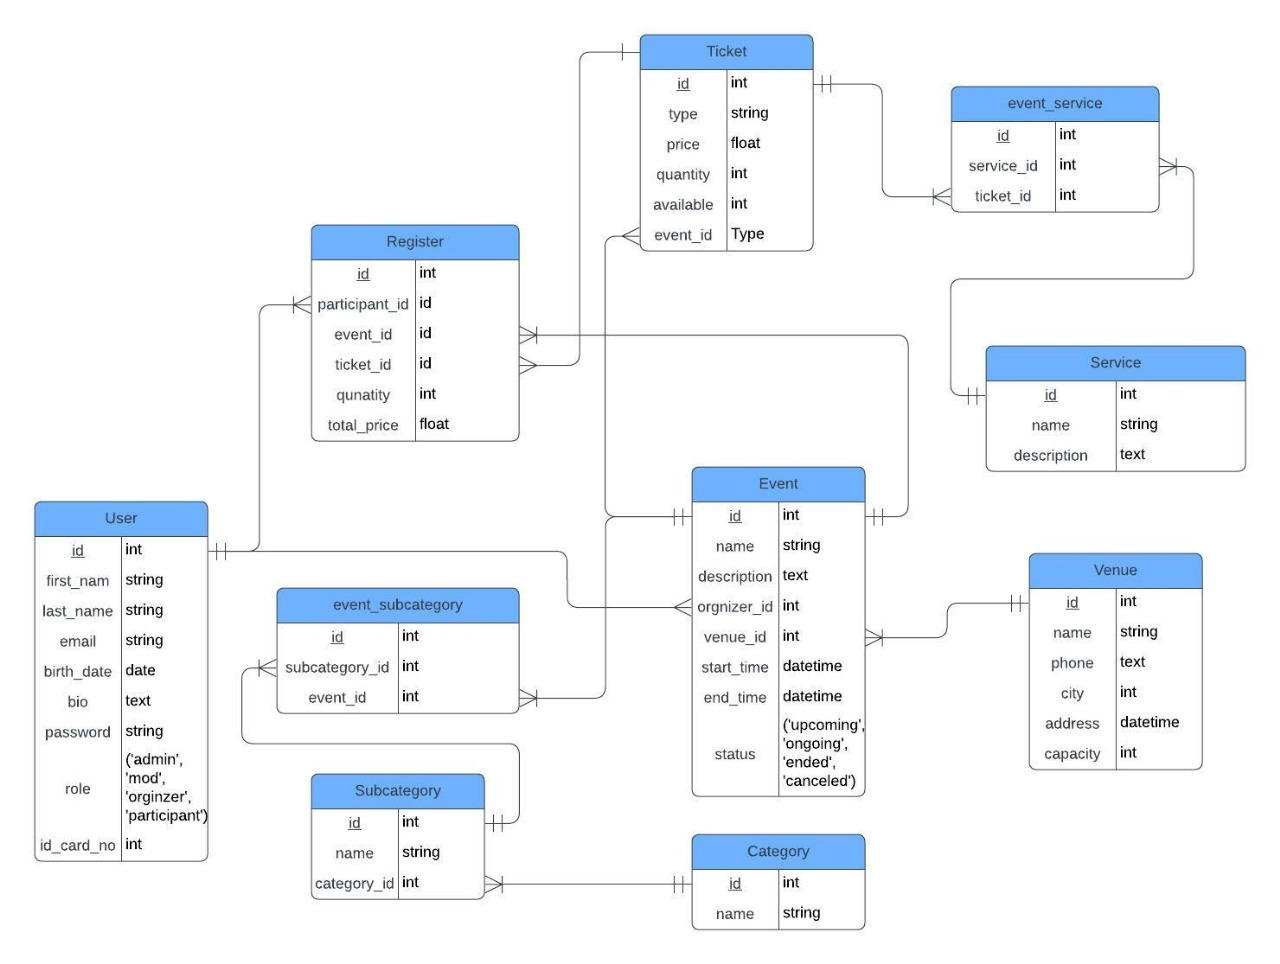 Ticket
id int
type string
price float
quantity int
available int
event_id Type
event_service
id int
service_id int
ticket_id int
Register
id int
participant_id id
event_id id
ticket_id id
qunatity int
total_price float
Service
id int
name string
description text
User
id int
first_nam string
last_name string
email string
birth_date date
bio text
password string
role
('admin',
'mod',
'orginzer',
'participant')
id_card_no int
event_subcategory
id int
subcategory_id int
event_id int
Event
id int
name string
description text
orgnizer_id int
venue_id int
start_time datetime
end_time datetime
status
('upcoming',
'ongoing',
'ended',
'canceled')
Venue
id int
name string
phone text
city int
address datetime
capacity int
Subcategory
id int
name string
category_id int
Category
id int
name string